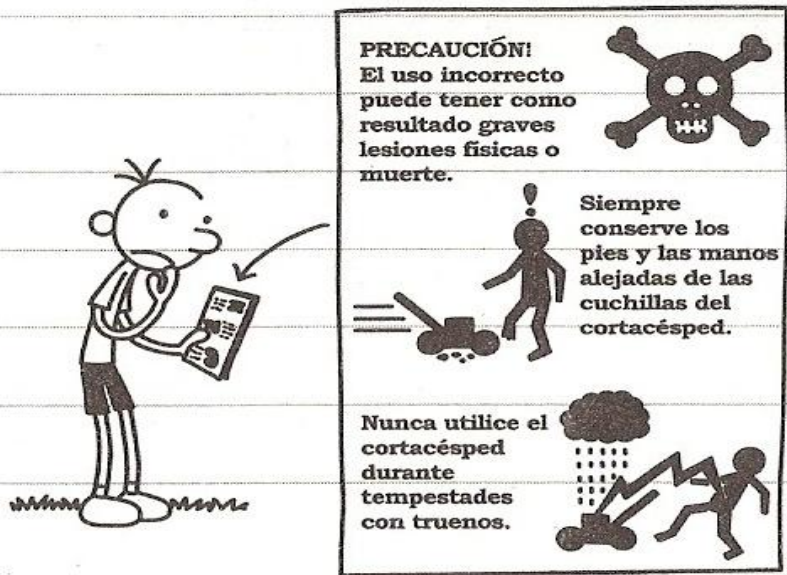 PRECAUCIÓN!
El uso incorrecto
puede tener como
resultado graves
lesiones físicas o
muerte.
Siempre
conserve los
pies y las manos
alejadas de las
cuchillas del
cortacésped.
Nunca utilice el
cortacésped
durante
tempestades
con truenos.